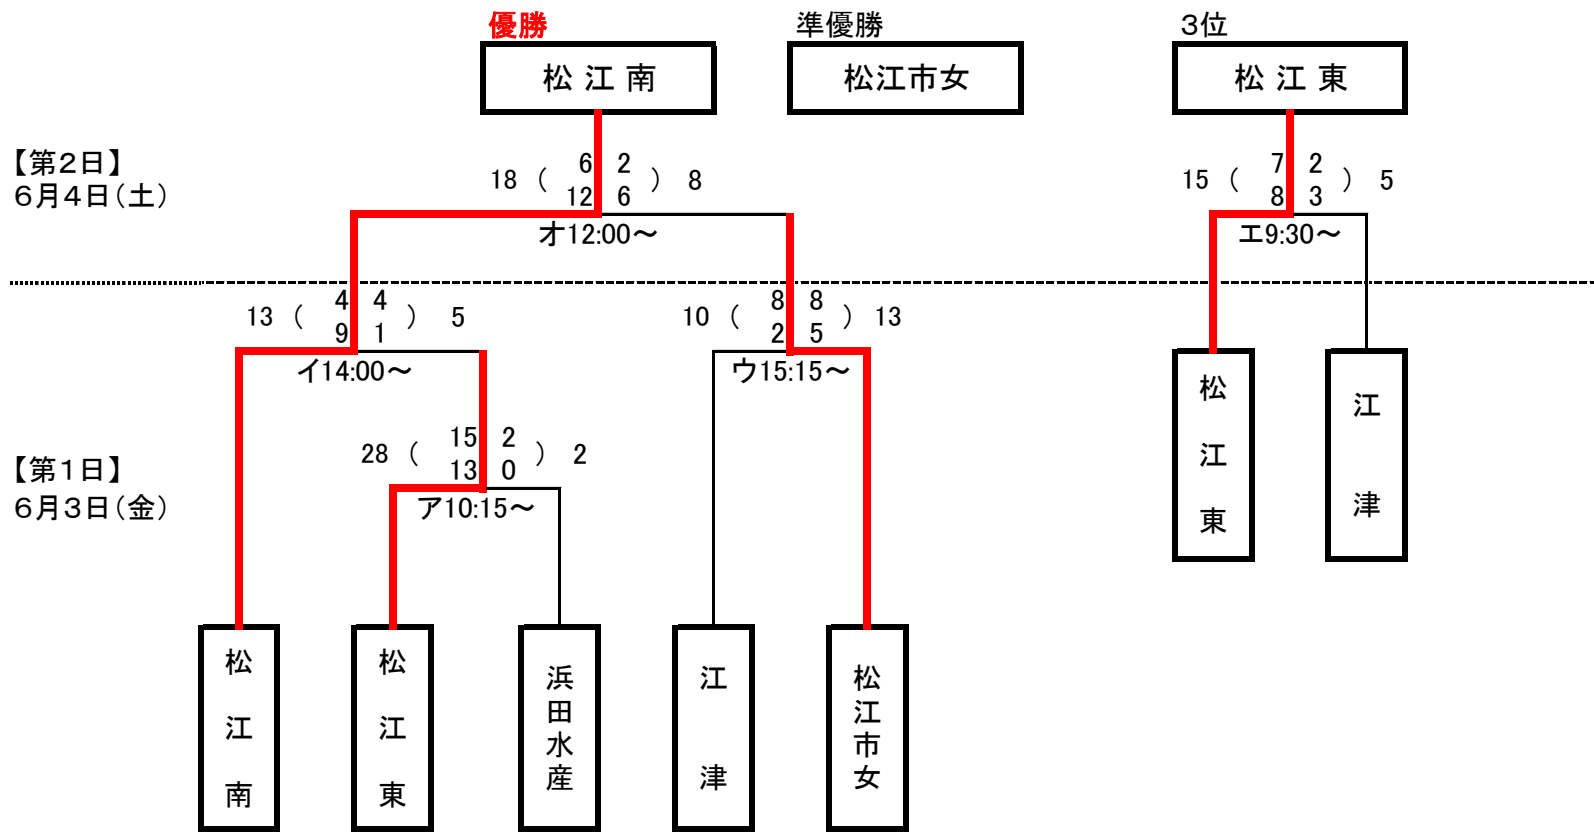 優勝 準優勝 3位
松江南 松江市女 松江東
【第2日】
6月4日(土)
6 2
18 ( ) 8
12 6
オ12:00~
7 2
15 ( ) 5
8 3
エ9:30~
4 4
13 ( ) 5
9 1
イ14:00~
8 8
10 ( ) 13
2 5
ウ15:15~
松江東
江津
【第1日】
6月3日(金)
15 2
28 ( ) 2
13 0
ア10:15~
松江南
松江東
浜田水産
江津
松江市女